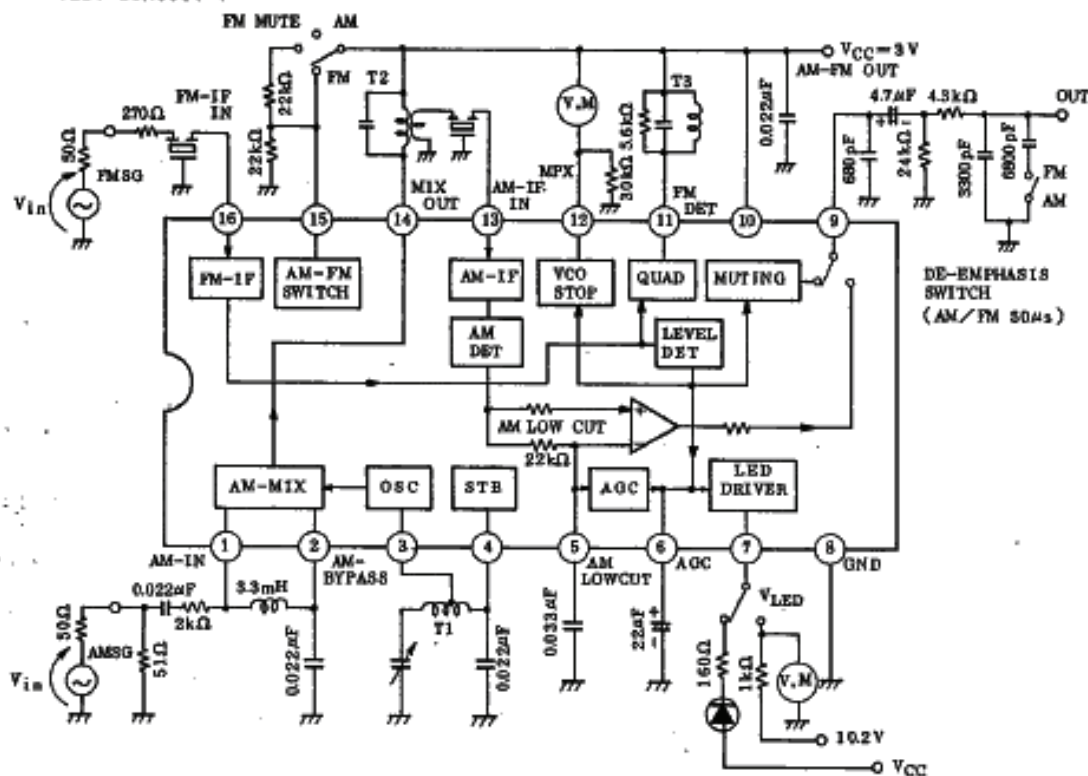 FM MUTE AM
VCC=3V
AM-FM OUT
T2
FM
T3
4.7μF 4.3kΩ OUT
FM-IF
IN
270Ω
50Ω
FMSG
Vin
22kΩ
22kΩ
V.M
5.6kΩ
0.022μF
680pF
24kΩ
3300pF
6800pF
FM
AM
MIX
OUT
AM-IF
IN
MPX
30kΩ
FM
DET
16 15 14 13 12 11 10 9
FM-IF
AM-FM
SWITCH
AM-IF
VCO
STOP
QUAD
MUTING
DE-EMPHASIS
SWITCH
(AM/FM 50μs)
AM
DET
LEVEL
DET
+
−
AM LOW CUT
22kΩ
AM-MIX
OSC
STB
AGC
LED
DRIVER
1 2 3 4 5 6 7 8
AM-IN
AM-
BYPASS
AM
LOWCUT
AGC
GND
0.022μF
2kΩ
3.3mH
50Ω
AMSG
Vin
51Ω
0.022μF
T1
0.022μF
0.033μF
22μF
+
−
VLED
160Ω
1kΩ
V.M
10.2V
VCC